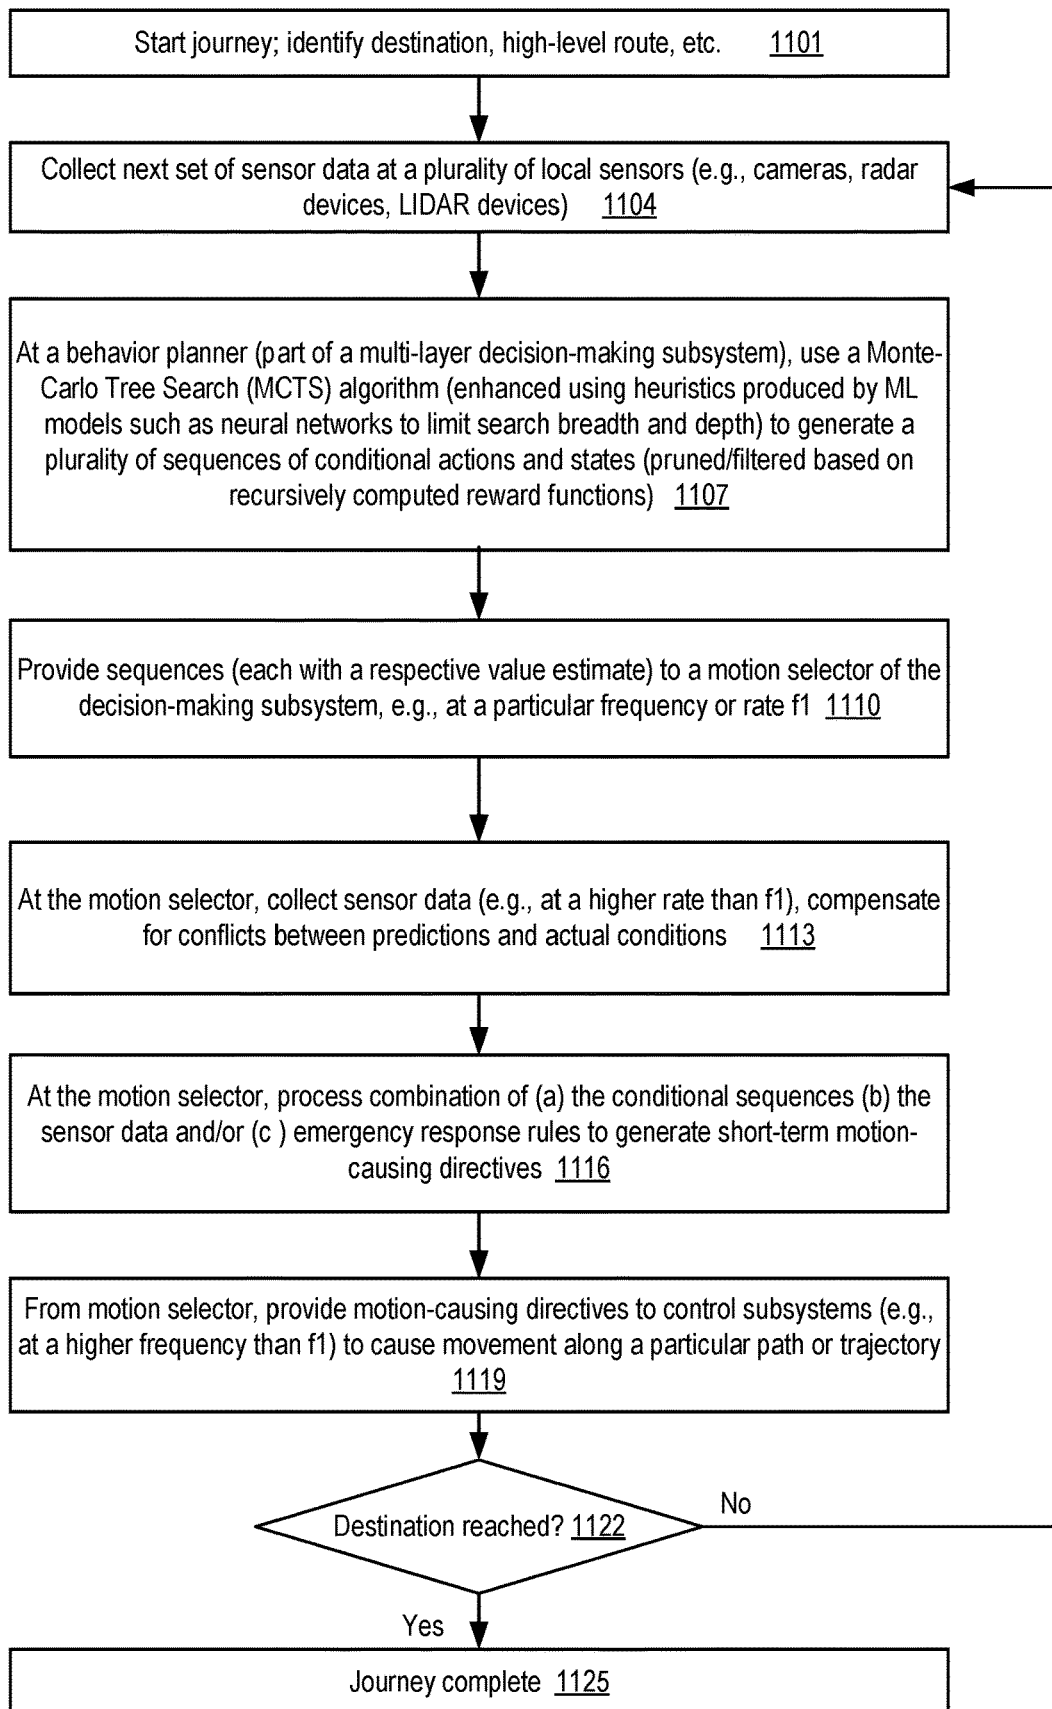 Start journey; identify destination, high-level route, etc. 1101
Collect next set of sensor data at a plurality of local sensors (e.g., cameras, radar
devices, LIDAR devices) 1104
At a behavior planner (part of a multi-layer decision-making subsystem), use a Monte-
Carlo Tree Search (MCTS) algorithm (enhanced using heuristics produced by ML
models such as neural networks to limit search breadth and depth) to generate a
plurality of sequences of conditional actions and states (pruned/filtered based on
recursively computed reward functions) 1107
Provide sequences (each with a respective value estimate) to a motion selector of the
decision-making subsystem, e.g., at a particular frequency or rate f1 1110
At the motion selector, collect sensor data (e.g., at a higher rate than f1), compensate
for conflicts between predictions and actual conditions 1113
At the motion selector, process combination of (a) the conditional sequences (b) the
sensor data and/or (c ) emergency response rules to generate short-term motion-
causing directives 1116
From motion selector, provide motion-causing directives to control subsystems (e.g.,
at a higher frequency than f1) to cause movement along a particular path or trajectory
1119
Destination reached? 1122
No
Yes
Journey complete 1125